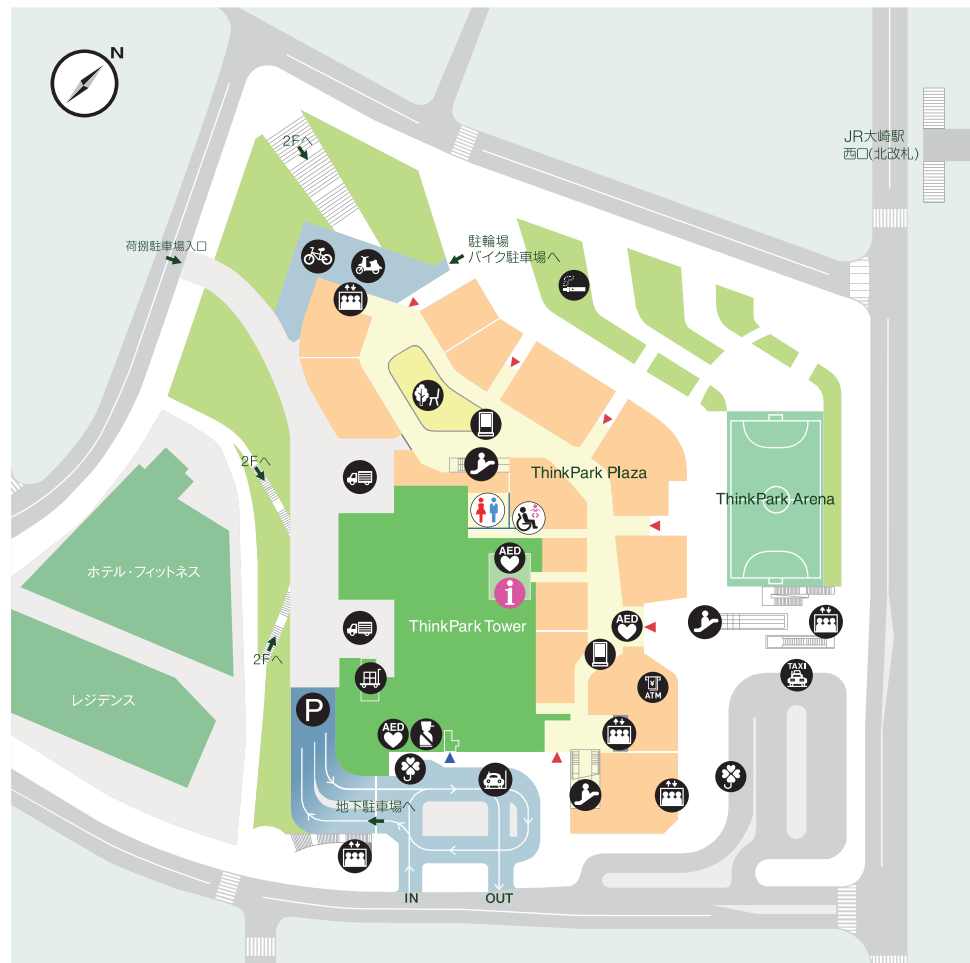 N
2Fへ
JR大崎駅
西口(北改札)
荷捌駐車場入口
駐輪場
バイク駐車場へ
2Fへ
ThinkPark Plaza
ThinkPark Arena
AED
ホテル・フィットネス
i
ThinkPark Tower
AED
2Fへ
TAXI
¥
ATM
レジデンス
P
AED
地下駐車場へ
IN
OUT